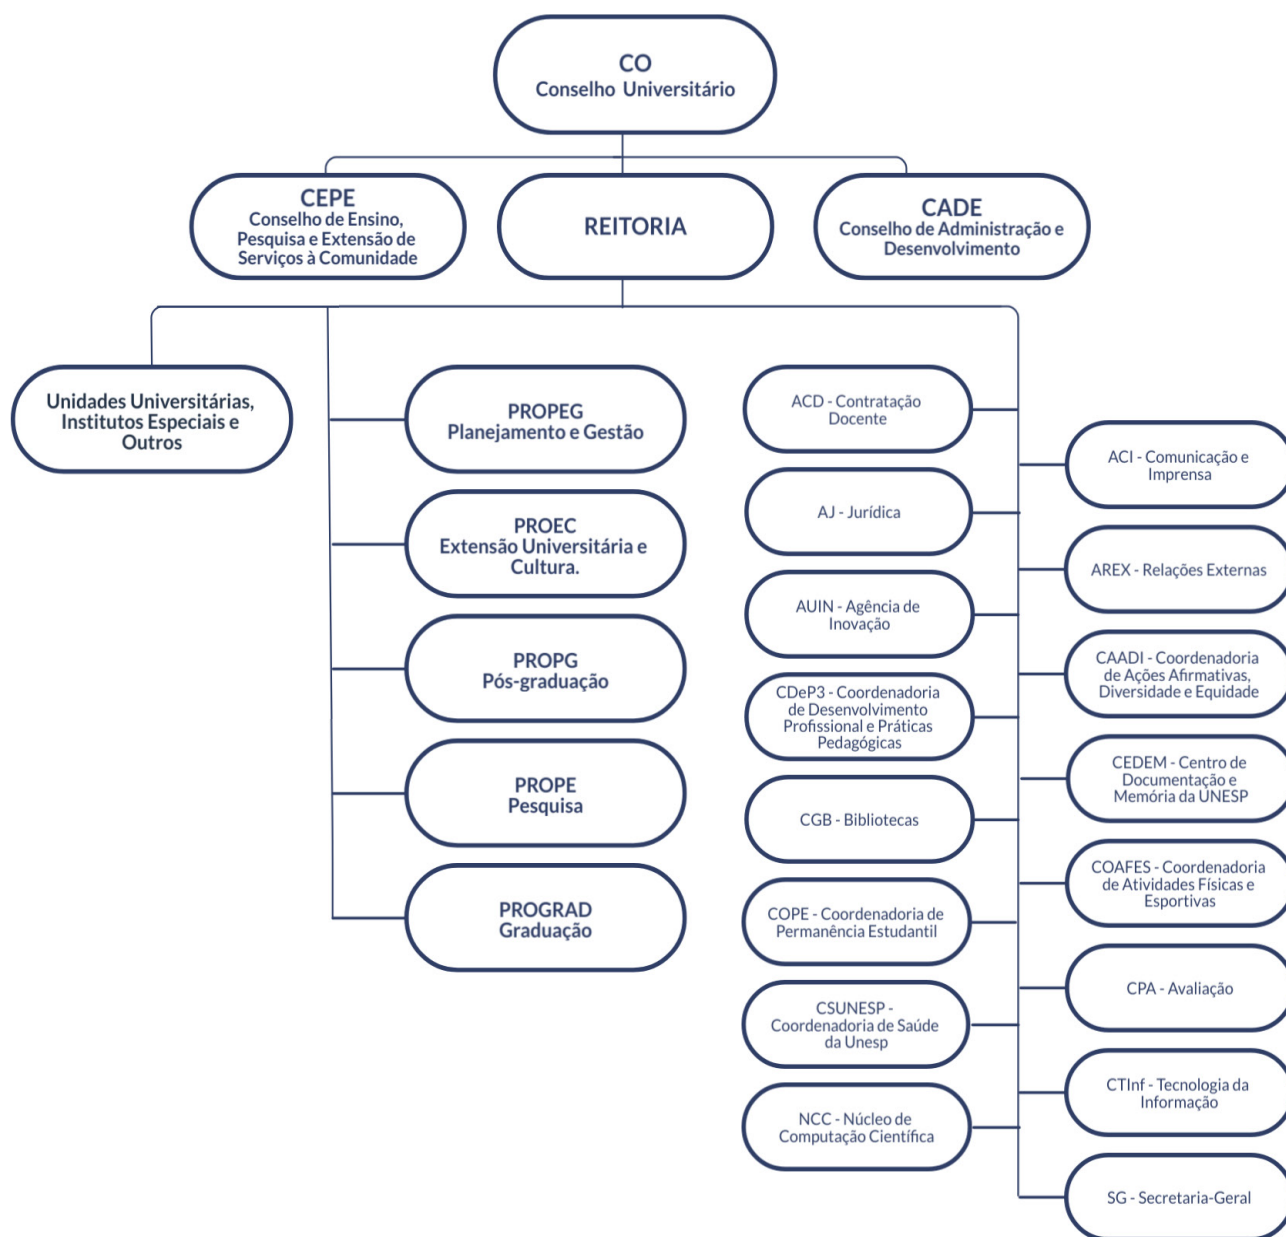 CO
Conselho Universitário
CEPE
Conselho de Ensino,
Pesquisa e Extensão de
Serviços à Comunidade
REITORIA
CADE
Conselho de Administração e
Desenvolvimento
Unidades Universitárias,
Institutos Especiais e
Outros
PROPEG
Planejamento e Gestão
PROEC
Extensão Universitária e
Cultura.
PROPG
Pós-graduação
PROPE
Pesquisa
PROGRAD
Graduação
ACD - Contratação
Docente
AJ - Jurídica
AUIN - Agência de
Inovação
CDeP3 - Coordenadoria
de Desenvolvimento
Profissional e Práticas
Pedagógicas
CGB - Bibliotecas
COPE - Coordenadoria de
Permanência Estudantil
CSUNESP -
Coordenadoria de Saúde
da Unesp
NCC - Núcleo de
Computação Científica
ACI - Comunicação e
Imprensa
AREX - Relações Externas
CAADI - Coordenadoria
de Ações Afirmativas,
Diversidade e Equidade
CEDEM - Centro de
Documentação e
Memória da UNESP
COAFES - Coordenadoria
de Atividades Físicas e
Esportivas
CPA - Avaliação
CTInf - Tecnologia da
Informação
SG - Secretaria-Geral